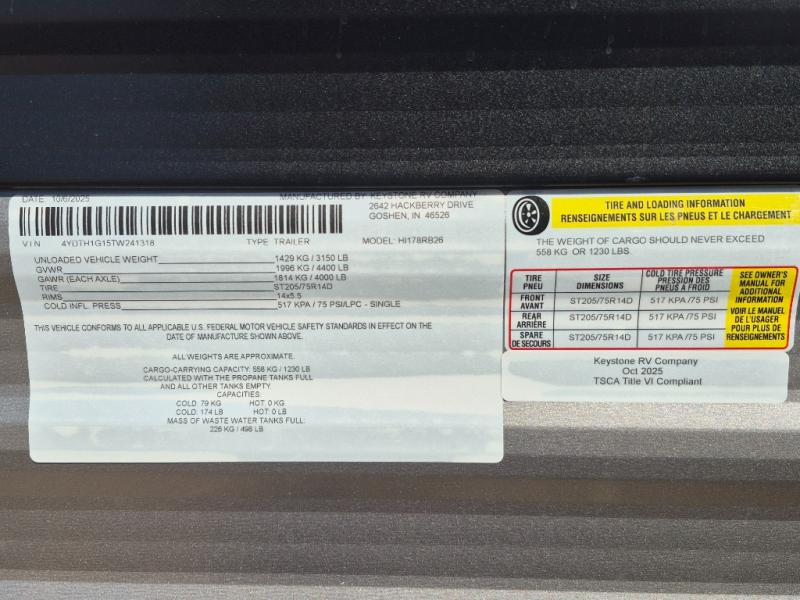 DATE 10/6/2025 MANUFACTURED BY KEYSTONE RV COMPANY
2642 HACKBERRY DRIVE
GOSHEN, IN 46526
VIN 4YDTH1G15TW241318 TYPE TRAILER MODEL: HI178RB26
UNLOADED VEHICLE WEIGHT 1429 KG / 3150 LB
GVWR 1996 KG / 4400 LB
GAWR (EACH AXLE) 1814 KG / 4000 LB
TIRE ST205/75R14D
RIMS 14x5.5
COLD INFL. PRESS 517 KPA / 75 PSI/LPC - SINGLE
THIS VEHICLE CONFORMS TO ALL APPLICABLE U.S. FEDERAL MOTOR VEHICLE SAFETY STANDARDS IN EFFECT ON THE
DATE OF MANUFACTURE SHOWN ABOVE.
ALL WEIGHTS ARE APPROXIMATE.
CARGO-CARRYING CAPACITY: 558 KG / 1230 LB
CALCULATED WITH THE PROPANE TANKS FULL
AND ALL OTHER TANKS EMPTY
CAPACITIES:
COLD: 79 KG HOT: 0 KG
COLD: 174 LB HOT: 0 LB
MASS OF WASTE WATER TANKS FULL:
226 KG / 498 LB
TIRE AND LOADING INFORMATION
RENSEIGNEMENTS SUR LES PNEUS ET LE CHARGEMENT
THE WEIGHT OF CARGO SHOULD NEVER EXCEED
558 KG OR 1230 LBS.
TIRE
PNEU
SIZE
DIMENSIONS
COLD TIRE PRESSURE
PRESSION DES
PNEUS A FROID
FRONT
AVANT
ST205/75R14D 517 KPA /75 PSI
REAR
ARRIÈRE
ST205/75R14D 517 KPA /75 PSI
SPARE
DE SECOURS
ST205/75R14D 517 KPA /75 PSI
SEE OWNER'S
MANUAL FOR
ADDITIONAL
INFORMATION
VOIR LE MANUEL
DE L'USAGER
POUR PLUS DE
RENSEIGNEMENTS
Keystone RV Company
Oct 2025
TSCA Title VI Compliant